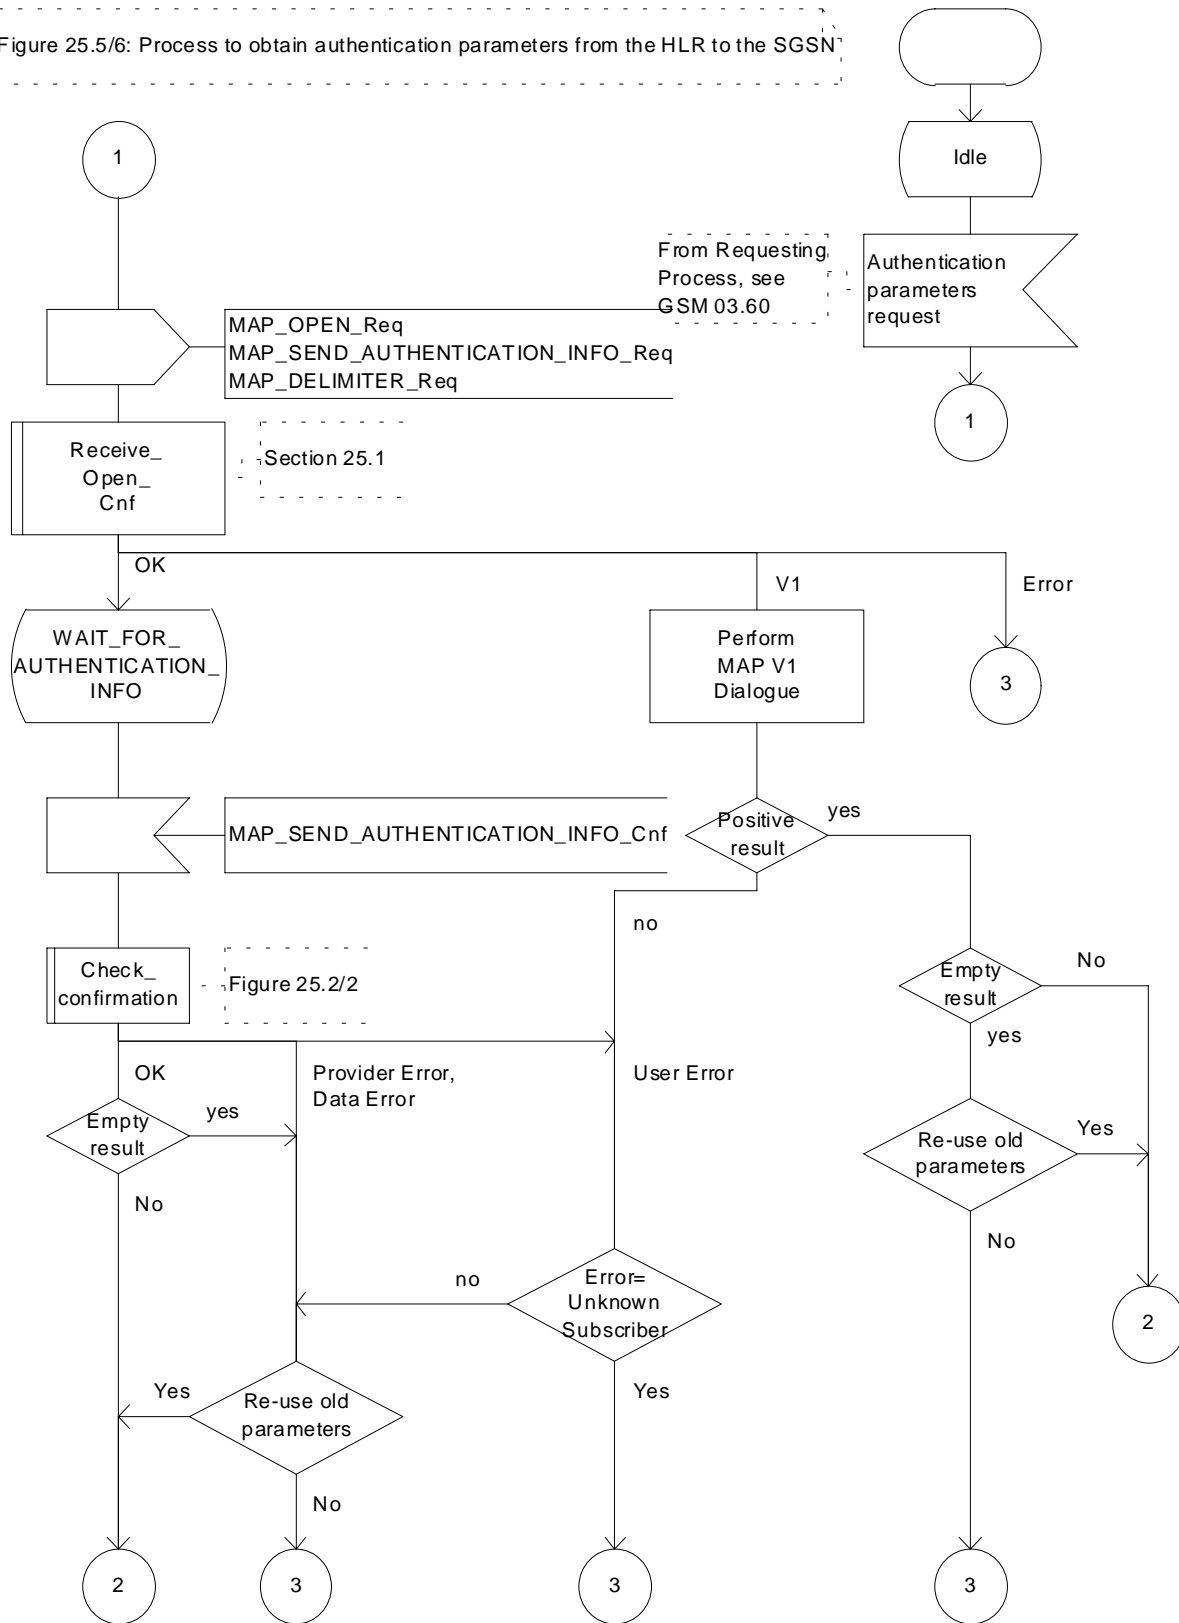 Figure 25.5/6: Process to obtain authentication parameters from the HLR to the SGSN
1
Idle
From Requesting
Process, see
GSM 03.60
Authentication
parameters
request
MAP_OPEN_Req
MAP_SEND_AUTHENTICATION_INFO_Req
MAP_DELIMITER_Req
1
Receive_
Open_
Cnf
Section 25.1
OK
V1
Error
WAIT_FOR_
AUTHENTICATION_
INFO
Perform
MAP V1
Dialogue
3
MAP_SEND_AUTHENTICATION_INFO_Cnf
Positive
result
yes
no
Check_
confirmation
Figure 25.2/2
Empty
result
No
yes
OK
Provider Error,
Data Error
User Error
Empty
result
yes
Re-use old
parameters
Yes
No
No
no
Error=
Unknown
Subscriber
2
Yes
Re-use old
parameters
Yes
No
2
3
3
3